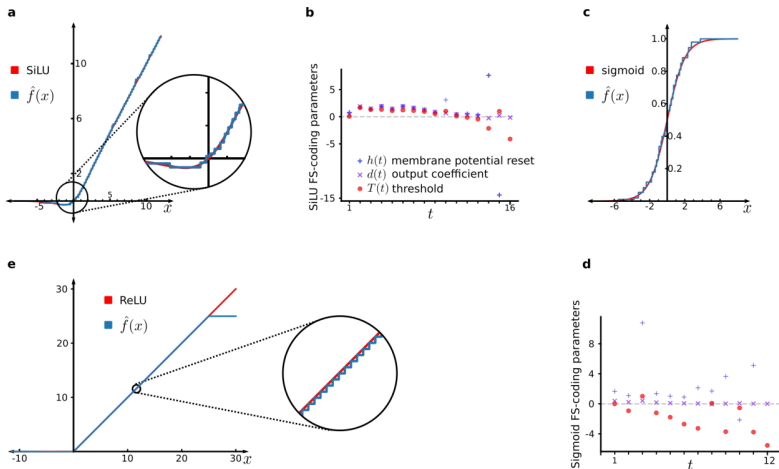 a
10
6
2
-5
5
10
x
SiLU
f̂(x)
b
SiLU FS-coding parameters
5
-5
-15
1
16
t
h(t) membrane potential reset
d(t) output coefficient
T(t) threshold
c
1.0
0.8
0.6
0.4
0.2
-6
-2
2
6
x
sigmoid
f̂(x)
e
30
20
10
-10
0
10
20
30
x
ReLU
f̂(x)
d
Sigmoid FS-coding parameters
8
4
0
-4
1
12
t